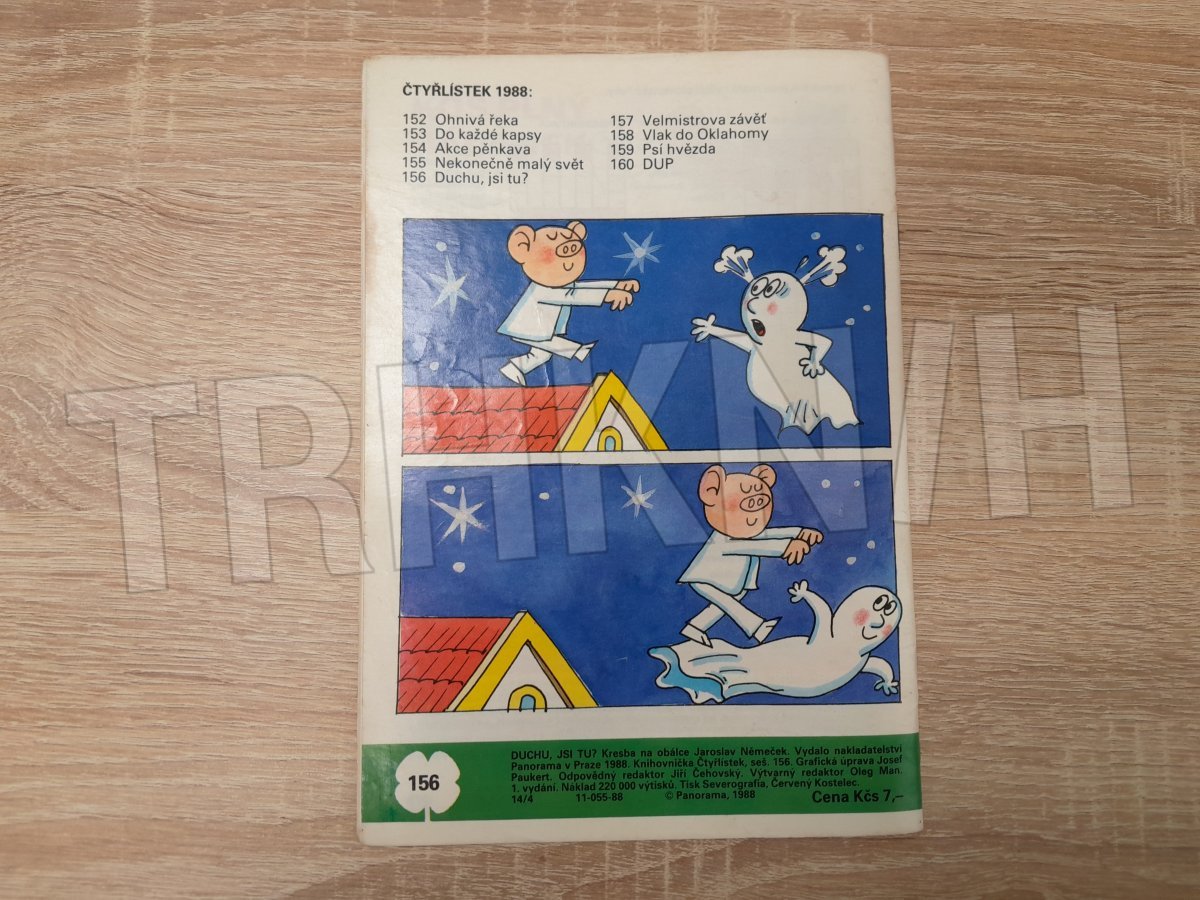 ČTYŘLÍSTEK 1988:
152 Ohnivá řeka
153 Do každé kapsy
154 Akce pěnkava
155 Nekonečně malý svět
156 Duchu, jsi tu?
157 Velmistrova závěť
158 Vlak do Oklahomy
159 Psí hvězda
160 DUP
TRHKNIH
156
DUCHU, JSI TU? Kresba na obálce Jaroslav Němeček. Vydalo nakladatelství
Panorama v Praze 1988. Knihovnička Čtyřlístek, seš. 156. Grafická úprava Josef
Paukert. Odpovědný redaktor Jiří Čehovský. Výtvarný redaktor Oleg Man.
1. vydání. Náklad 220 000 výtisků. Tisk Severografia, Červený Kostelec.
14/4 11-055-88 © Panorama, 1988 Cena Kčs 7,–